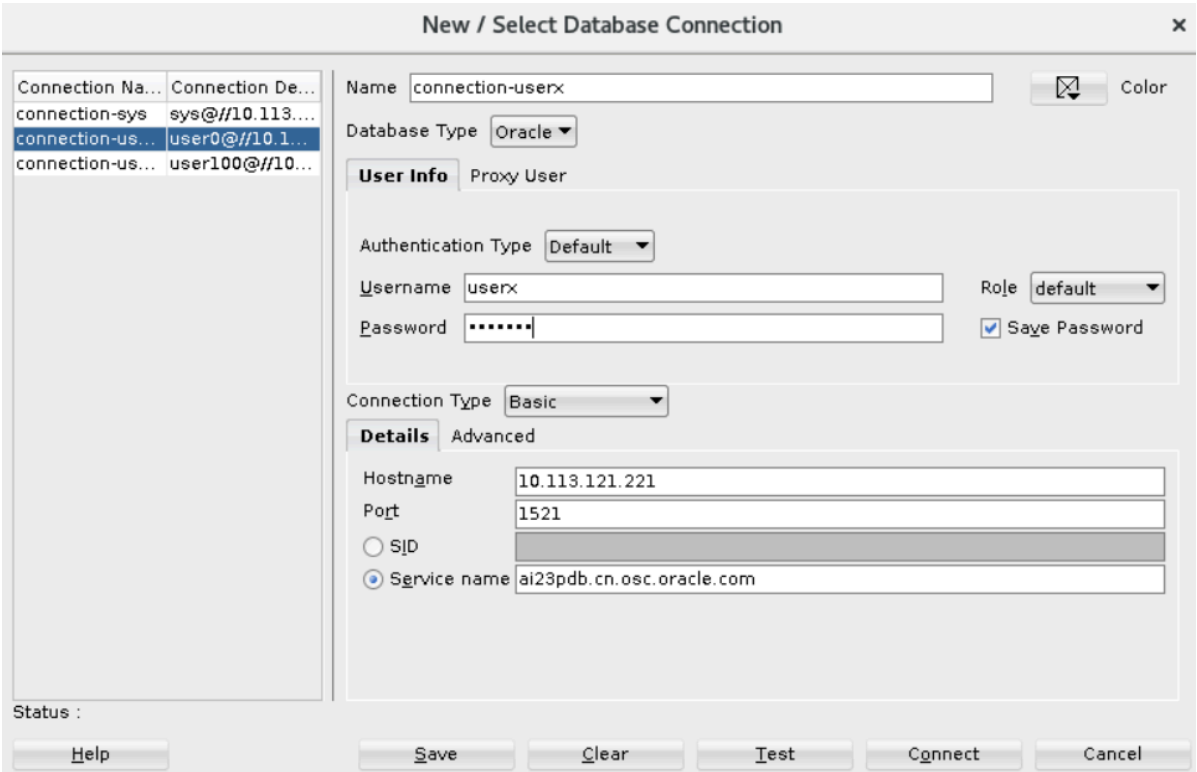 New / Select Database Connection
×
Connection Na... Connection De...
connection-sys sys@//10.113....
connection-us... user0@//10.1...
connection-us... user100@//10...
Name connection-userx Color
Database Type Oracle
User Info Proxy User
Authentication Type Default
Username userx Role default
Password ••••••• Save Password
Connection Type Basic
Details Advanced
Hostname 10.113.121.221
Port 1521
SID
Service name ai23pdb.cn.osc.oracle.com
Status :
Help Save Clear Test Connect Cancel